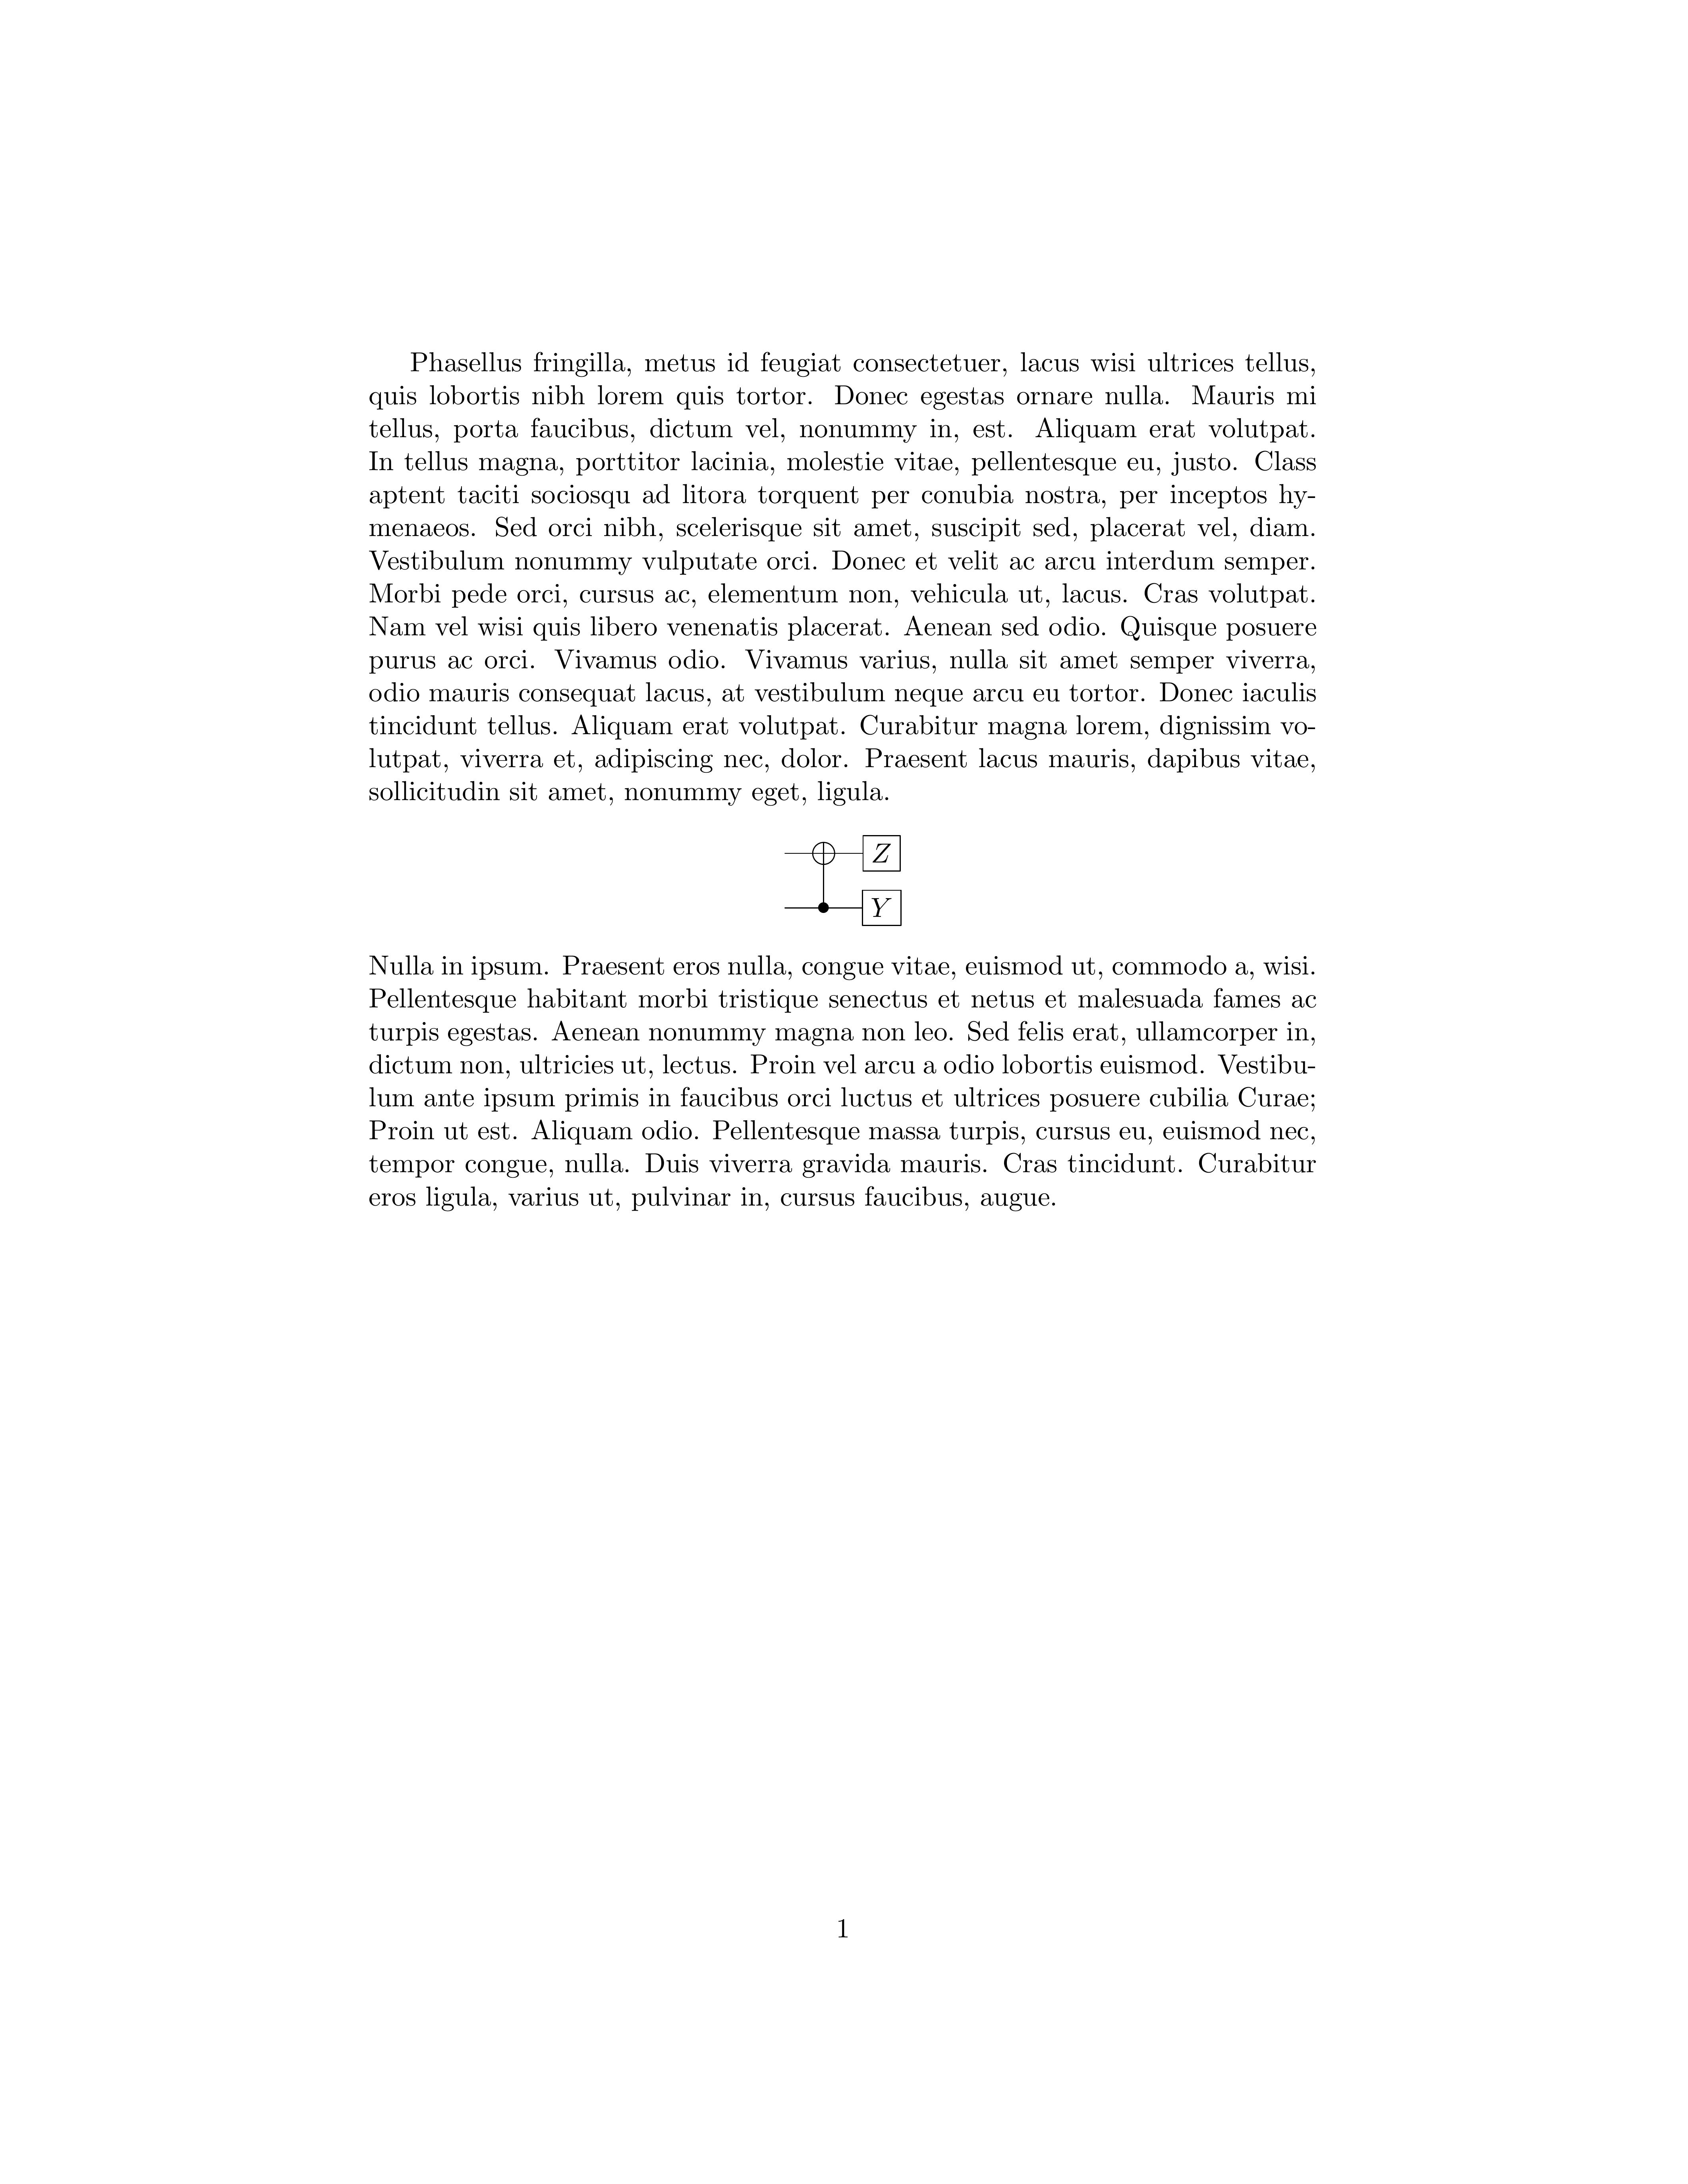 Phasellus fringilla, metus id feugiat consectetuer, lacus wisi ultrices tellus,
quis lobortis nibh lorem quis tortor. Donec egestas ornare nulla. Mauris mi
tellus, porta faucibus, dictum vel, nonummy in, est. Aliquam erat volutpat.
In tellus magna, porttitor lacinia, molestie vitae, pellentesque eu, justo. Class
aptent taciti sociosqu ad litora torquent per conubia nostra, per inceptos hy-
menaeos. Sed orci nibh, scelerisque sit amet, suscipit sed, placerat vel, diam.
Vestibulum nonummy vulputate orci. Donec et velit ac arcu interdum semper.
Morbi pede orci, cursus ac, elementum non, vehicula ut, lacus. Cras volutpat.
Nam vel wisi quis libero venenatis placerat. Aenean sed odio. Quisque posuere
purus ac orci. Vivamus odio. Vivamus varius, nulla sit amet semper viverra,
odio mauris consequat lacus, at vestibulum neque arcu eu tortor. Donec iaculis
tincidunt tellus. Aliquam erat volutpat. Curabitur magna lorem, dignissim vo-
lutpat, viverra et, adipiscing nec, dolor. Praesent lacus mauris, dapibus vitae,
sollicitudin sit amet, nonummy eget, ligula.
Z
Y
Nulla in ipsum. Praesent eros nulla, congue vitae, euismod ut, commodo a, wisi.
Pellentesque habitant morbi tristique senectus et netus et malesuada fames ac
turpis egestas. Aenean nonummy magna non leo. Sed felis erat, ullamcorper in,
dictum non, ultricies ut, lectus. Proin vel arcu a odio lobortis euismod. Vestibu-
lum ante ipsum primis in faucibus orci luctus et ultrices posuere cubilia Curae;
Proin ut est. Aliquam odio. Pellentesque massa turpis, cursus eu, euismod nec,
tempor congue, nulla. Duis viverra gravida mauris. Cras tincidunt. Curabitur
eros ligula, varius ut, pulvinar in, cursus faucibus, augue.
1